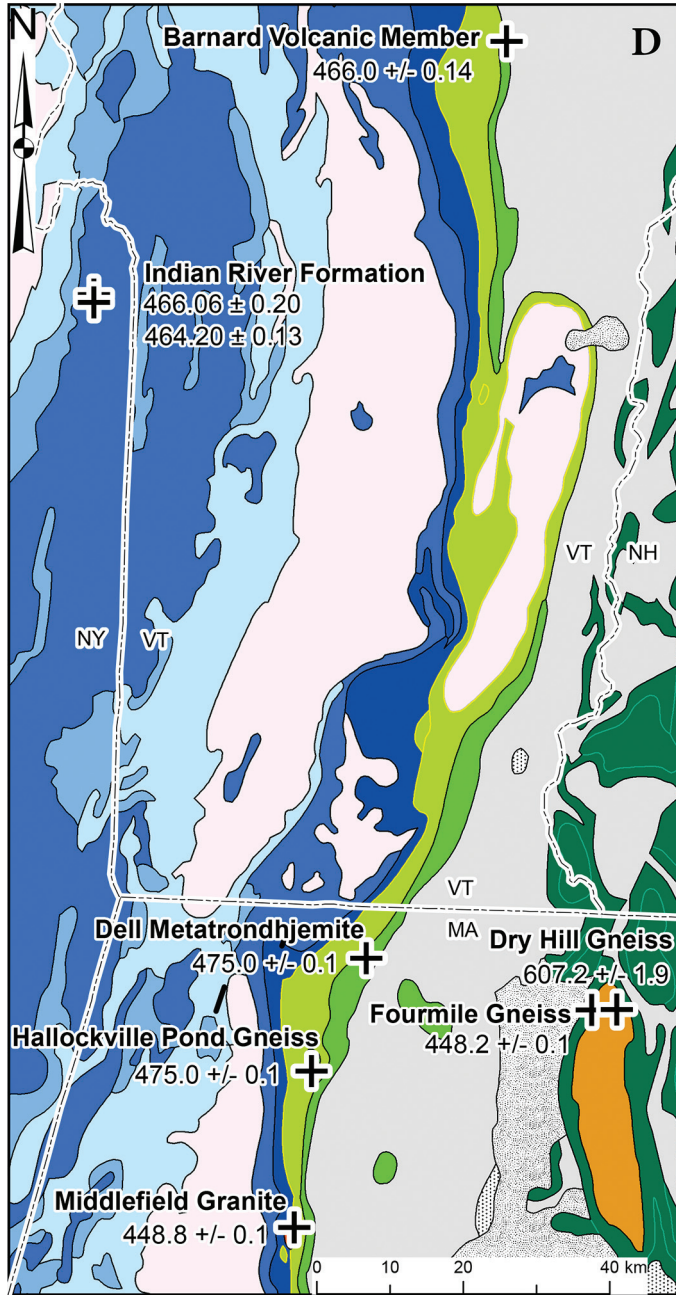 N
Barnard Volcanic Member
466.0 +/- 0.14
D
Indian River Formation
466.06 ± 0.20
464.20 ± 0.13
VT
NH
NY
VT
VT
MA
Dell Metatrondhjemite
475.0 +/- 0.1
Dry Hill Gneiss
607.2 +/- 1.9
Fourmile Gneiss
448.2 +/- 0.1
Hallockville Pond Gneiss
475.0 +/- 0.1
Middlefield Granite
448.8 +/- 0.1
0 20 40 km